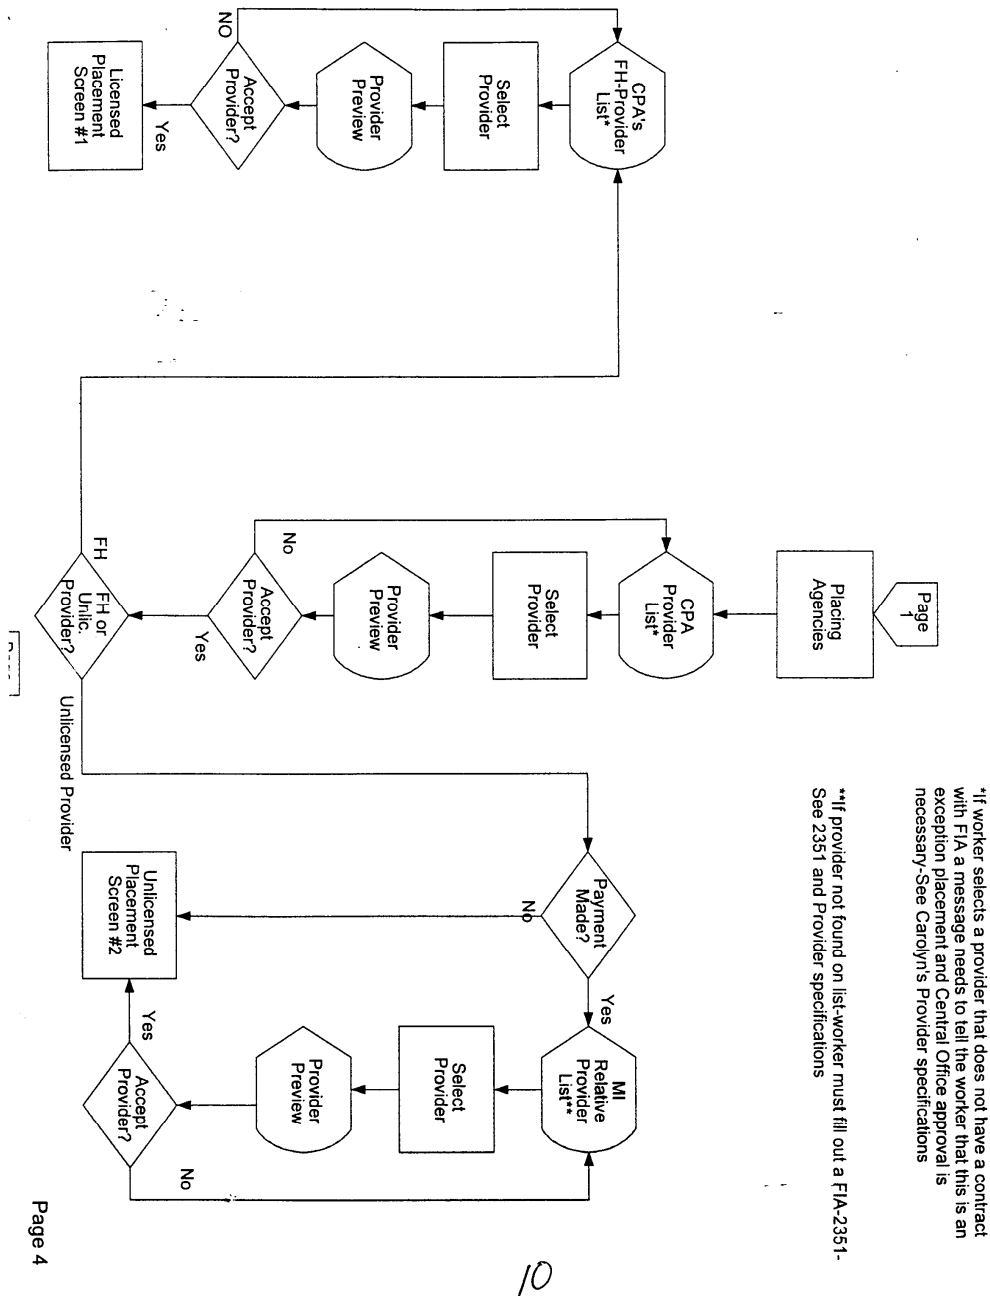 Page
1
Placing
Agencies
CPA
Provider
List*
Select
Provider
Provider
Preview
Accept
Provider?
No
Yes
FH or
Unlic.
Provider?
FH
Unlicensed Provider
CPA's
FH-Provider
List*
Select
Provider
Provider
Preview
Accept
Provider?
NO
Yes
Licensed
Placement
Screen #1
Payment
Made?
No
Yes
MI
Relative
Provider
List**
Select
Provider
Provider
Preview
Accept
Provider?
No
Yes
Unlicensed
Placement
Screen #2
*If worker selects a provider that does not have a contract
with FIA a message needs to tell the worker that this is an
exception placement and Central Office approval is
necessary-See Carolyn's Provider specifications
**If provider not found on list-worker must fill out a FIA-2351-
See 2351 and Provider specifications
Page 4
10